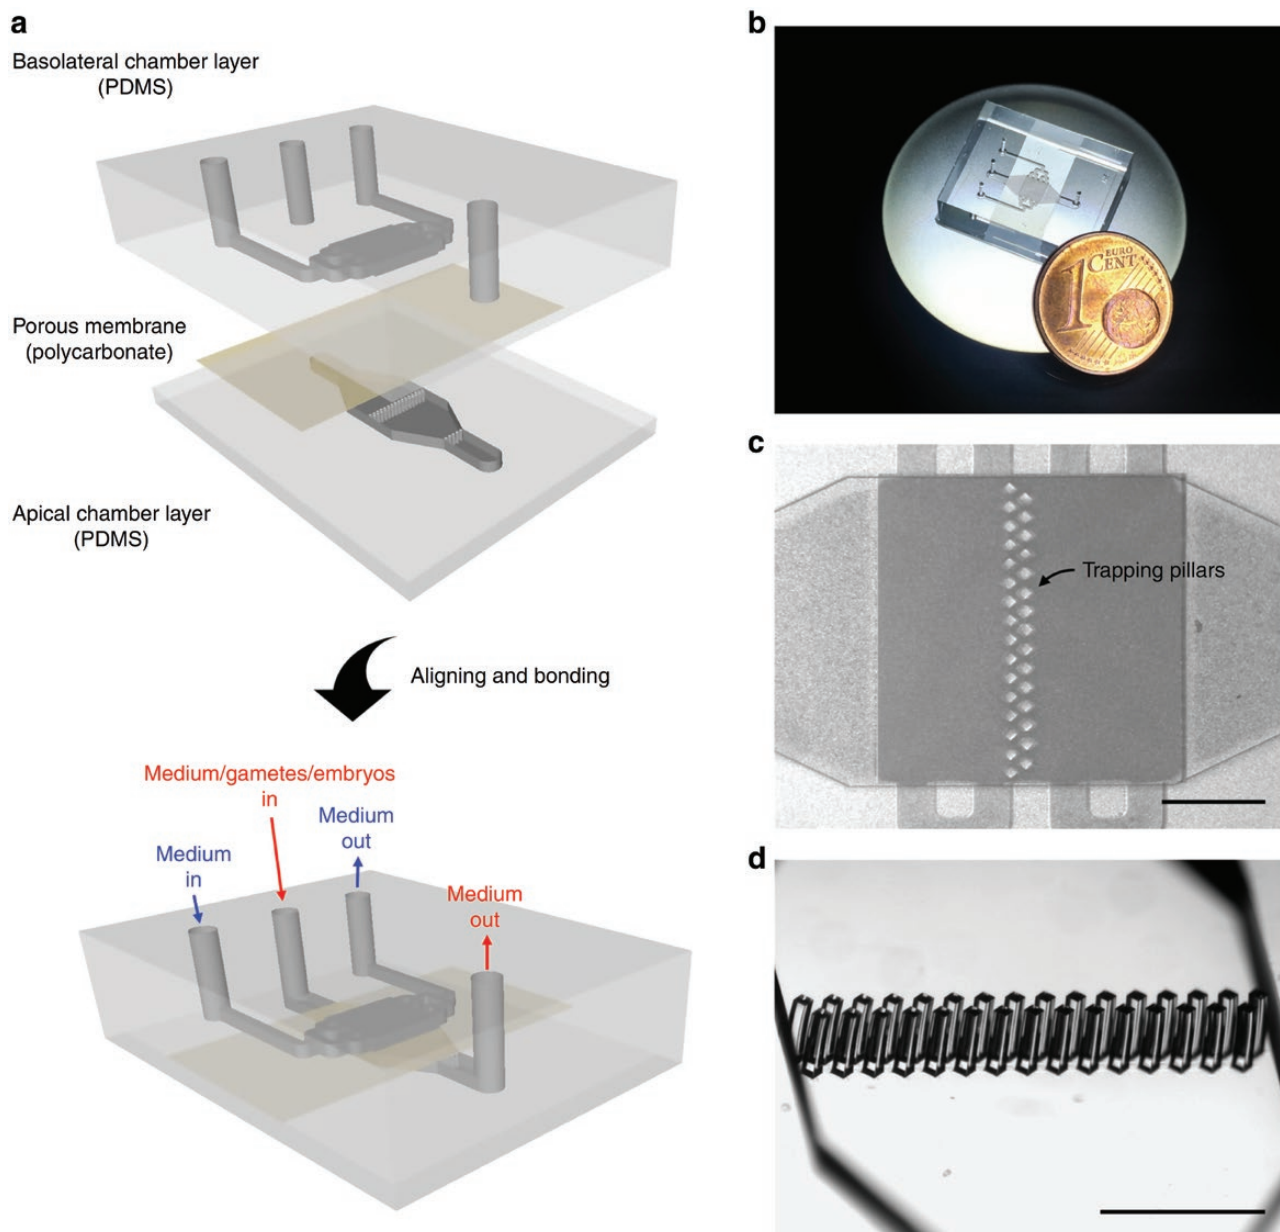 a
Basolateral chamber layer
(PDMS)
Porous membrane
(polycarbonate)
Apical chamber layer
(PDMS)
Aligning and bonding
Medium/gametes/embryos
in
Medium
out
Medium
in
Medium
out
b
1
EURO
CENT
c
Trapping pillars
d